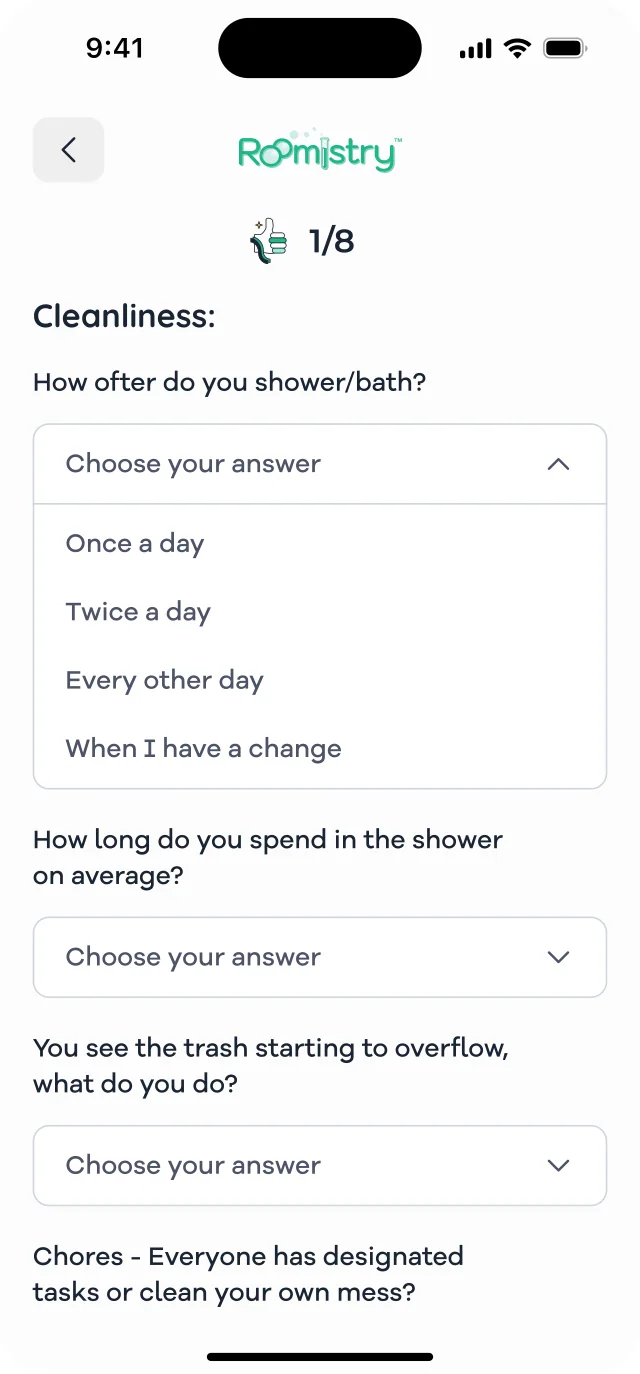 9:41
Roomistry™
1/8
Cleanliness:
How ofter do you shower/bath?
Choose your answer
Once a day
Twice a day
Every other day
When I have a change
How long do you spend in the shower
on average?
Choose your answer
You see the trash starting to overflow,
what do you do?
Choose your answer
Chores - Everyone has designated
tasks or clean your own mess?